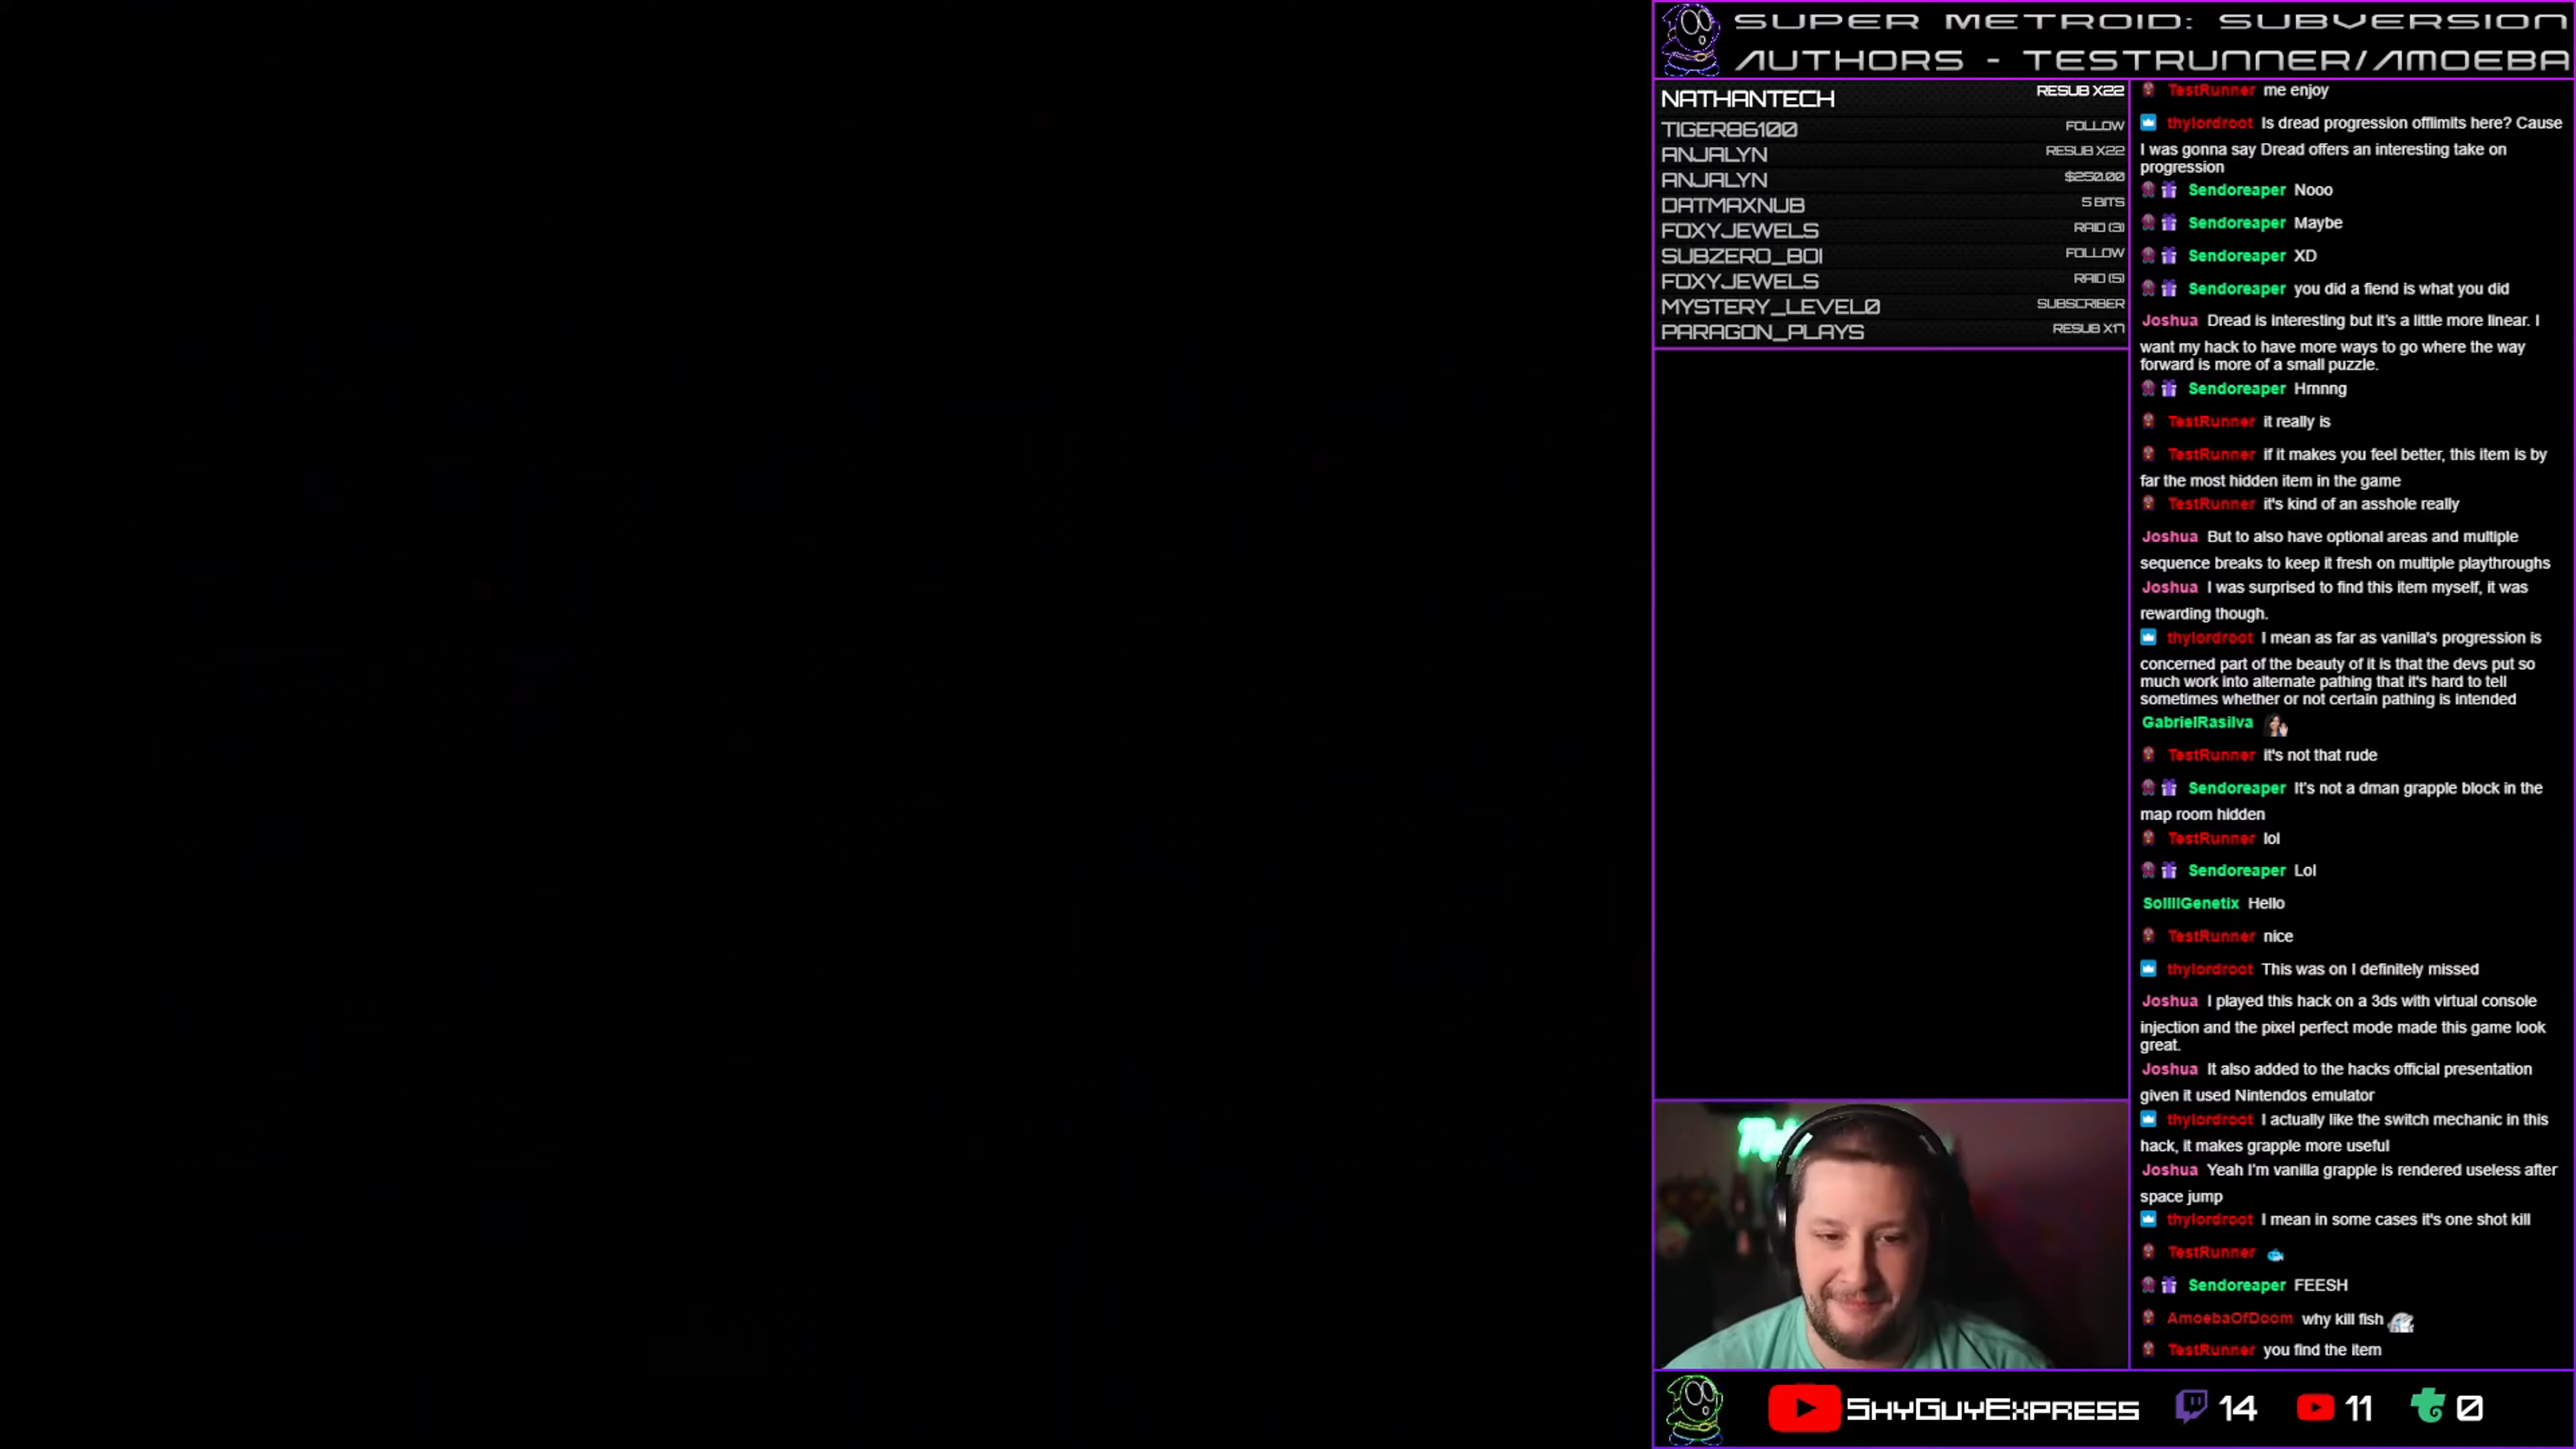 SUPER METROID: SUBVERSION
AUTHORS - TESTRUNNER/AMOEBA
NATHANTECH RESUB X22
TIGER86100 FOLLOW
ANJALYN RESUB X22
ANJALYN $250.00
DATMAXNUB 5 BITS
FOXYJEWELS RAID (3)
SUBZERO_BOI FOLLOW
FOXYJEWELS RAID (5)
MYSTERY_LEVEL0 SUBSCRIBER
PARAGON_PLAYS RESUB X17
TestRunner me enjoy
thylordroot Is dread progression offlimits here? Cause
I was gonna say Dread offers an interesting take on
progression
Sendoreaper Nooo
Sendoreaper Maybe
Sendoreaper XD
Sendoreaper you did a fiend is what you did
Joshua Dread is interesting but it's a little more linear. I
want my hack to have more ways to go where the way
forward is more of a small puzzle.
Sendoreaper Hrnnng
TestRunner it really is
TestRunner if it makes you feel better, this item is by
far the most hidden item in the game
TestRunner it's kind of an asshole really
Joshua But to also have optional areas and multiple
sequence breaks to keep it fresh on multiple playthroughs
Joshua I was surprised to find this item myself, it was
rewarding though.
thylordroot I mean as far as vanilla's progression is
concerned part of the beauty of it is that the devs put so
much work into alternate pathing that it's hard to tell
sometimes whether or not certain pathing is intended
GabrielRasilva
TestRunner it's not that rude
Sendoreaper It's not a dman grapple block in the
map room hidden
TestRunner lol
Sendoreaper Lol
SollllGenetix Hello
TestRunner nice
thylordroot This was on I definitely missed
Joshua I played this hack on a 3ds with virtual console
injection and the pixel perfect mode made this game look
great.
Joshua It also added to the hacks official presentation
given it used Nintendos emulator
thylordroot I actually like the switch mechanic in this
hack, it makes grapple more useful
Joshua Yeah I'm vanilla grapple is rendered useless after
space jump
thylordroot I mean in some cases it's one shot kill
TestRunner
Sendoreaper FEESH
AmoebaOfDoom why kill fish
TestRunner you find the item
ShyGuyExpress 14 11 0